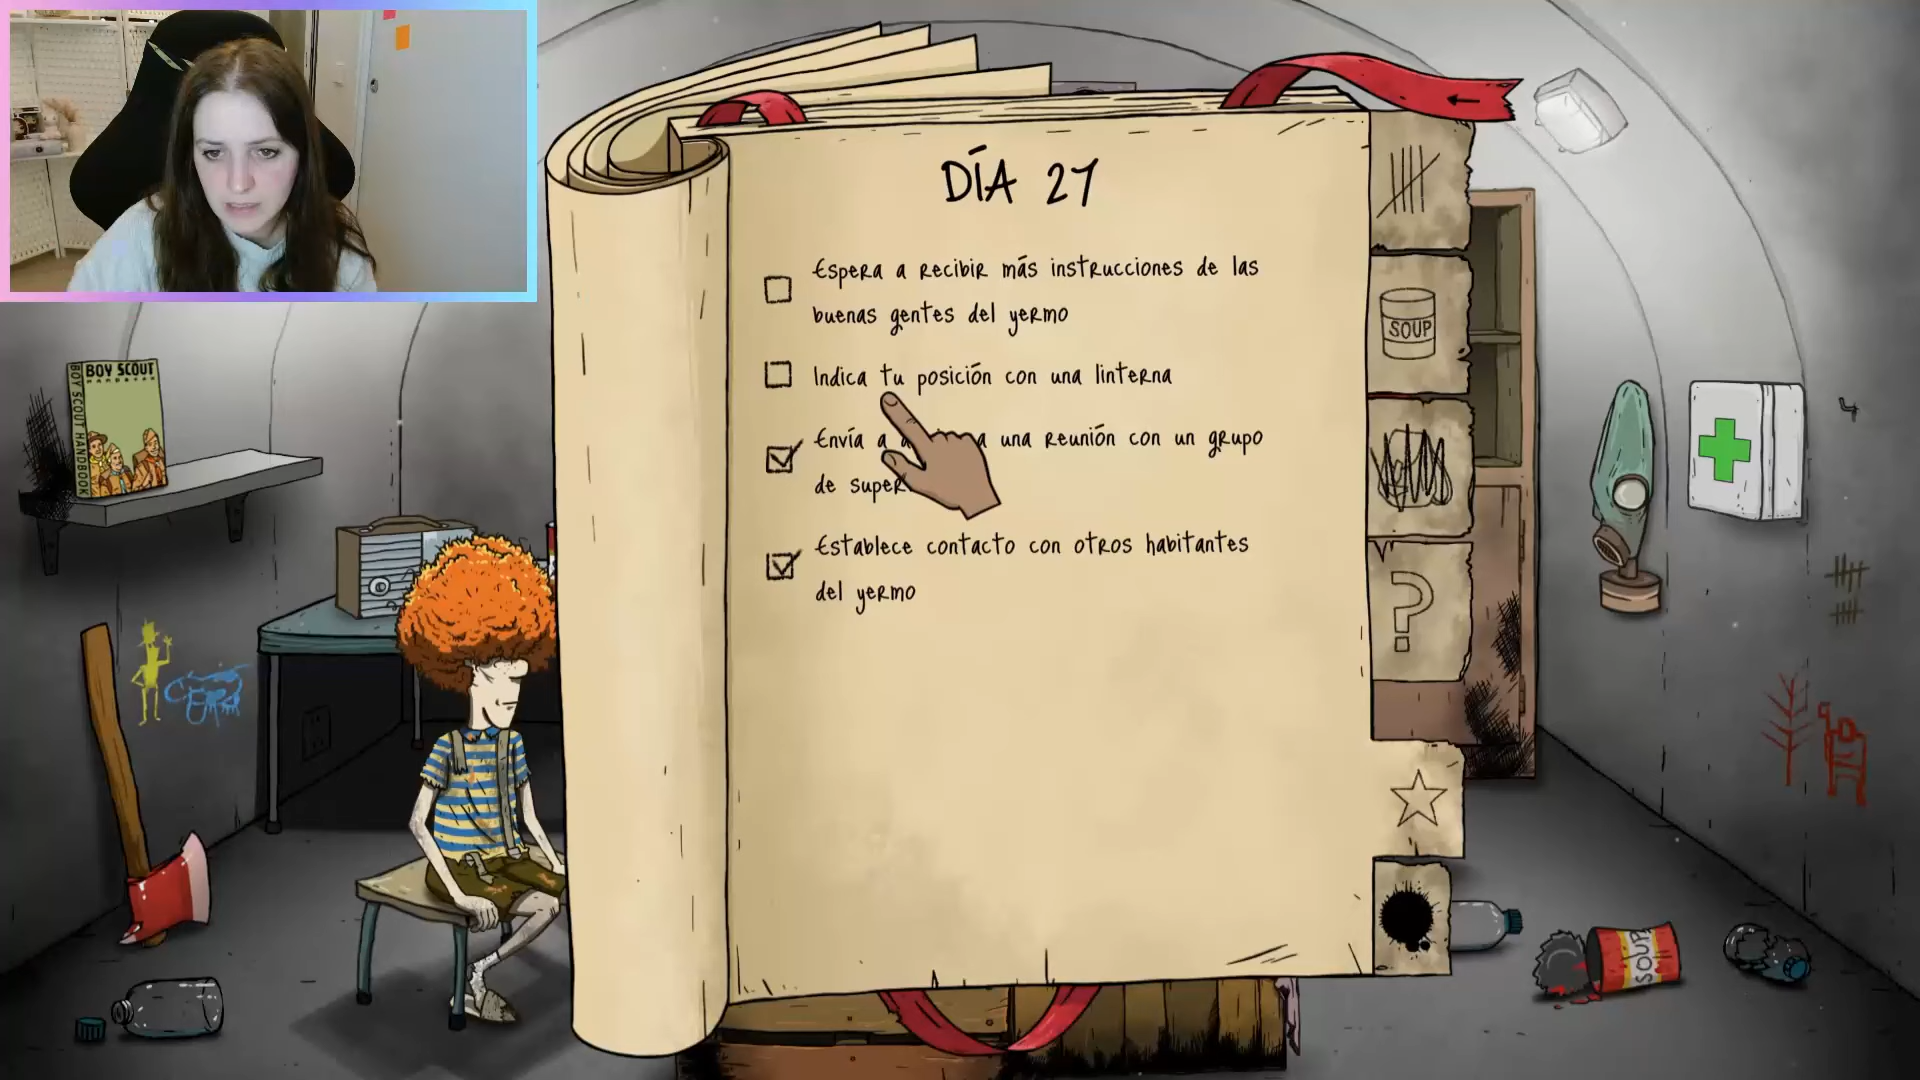 DÍA 27
Espera a recibir más instrucciones de las
buenas gentes del yermo
Indica tu posición con una linterna
Envía a una reunión con un grupo
de super
Establece contacto con otros habitantes
del yermo
SOUP
BOY SCOUT
HANDBOOK
BOY SCOUT HANDBOOK
SOUP